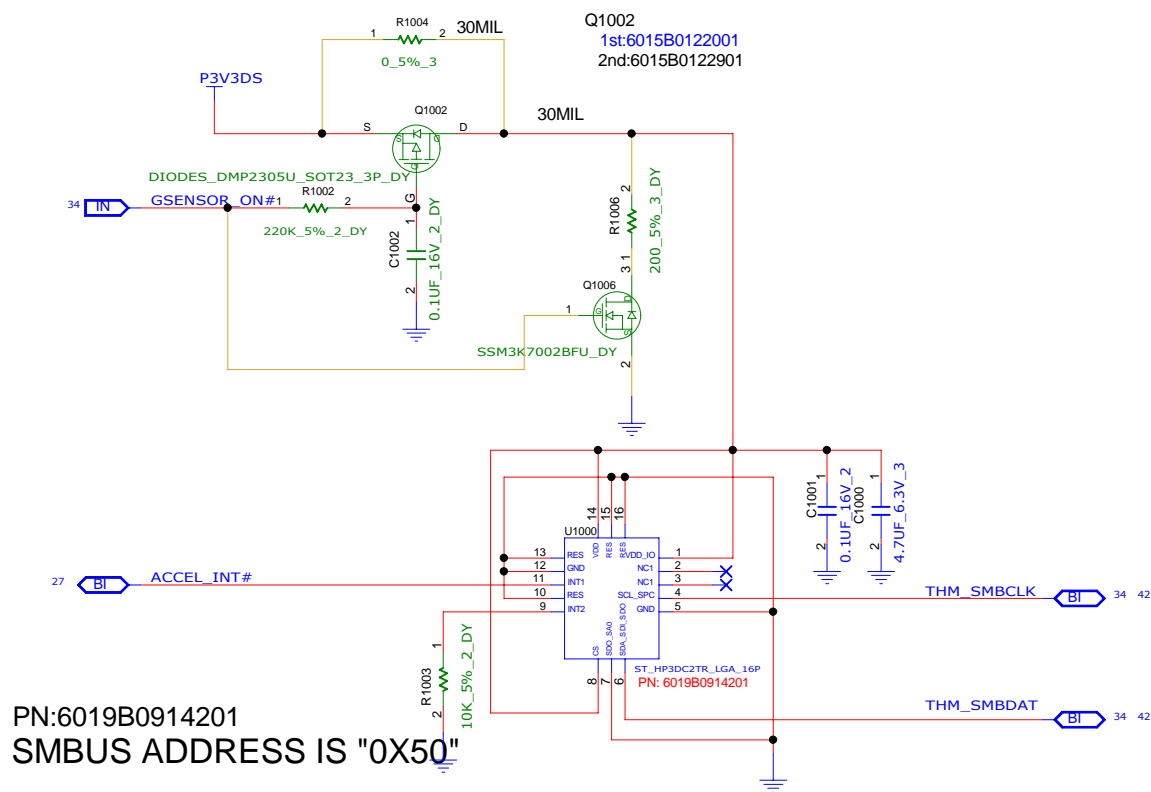 R1004
1
2
30MIL
0_5%_3
Q1002
1st:6015B0122001
2nd:6015B0122901
P3V3DS
Q1002
S
D
30MIL
S
D
G
DIODES_DMP2305U_SOT23_3P_DY
34
IN
GSENSOR_ON#
1
R1002
2
220K_5%_2_DY
G
1
C1002
2
0.1UF_16V_2_DY
2
R1006
1
200_5%_3_DY
3
Q1006
1
G
D
S
SSM3K7002BFU_DY
2
1
C1001
2
0.1UF_16V_2
1
C1000
2
4.7UF_6.3V_3
U1000
14
15
16
VDD
RES
RES
13
RES
VDD_IO
1
12
GND
NC1
2
11
INT1
NC1
3
10
RES
SCL_SPC
4
9
INT2
GND
5
CS
SDO_SA0
SDA_SDI_SDO
8
7
6
27
BI
ACCEL_INT#
THM_SMBCLK
BI
34 42
ST_HP3DC2TR_LGA_16P
PN: 6019B0914201
1
R1003
2
10K_5%_2_DY
THM_SMBDAT
BI
34 42
PN:6019B0914201
SMBUS ADDRESS IS "0X50"